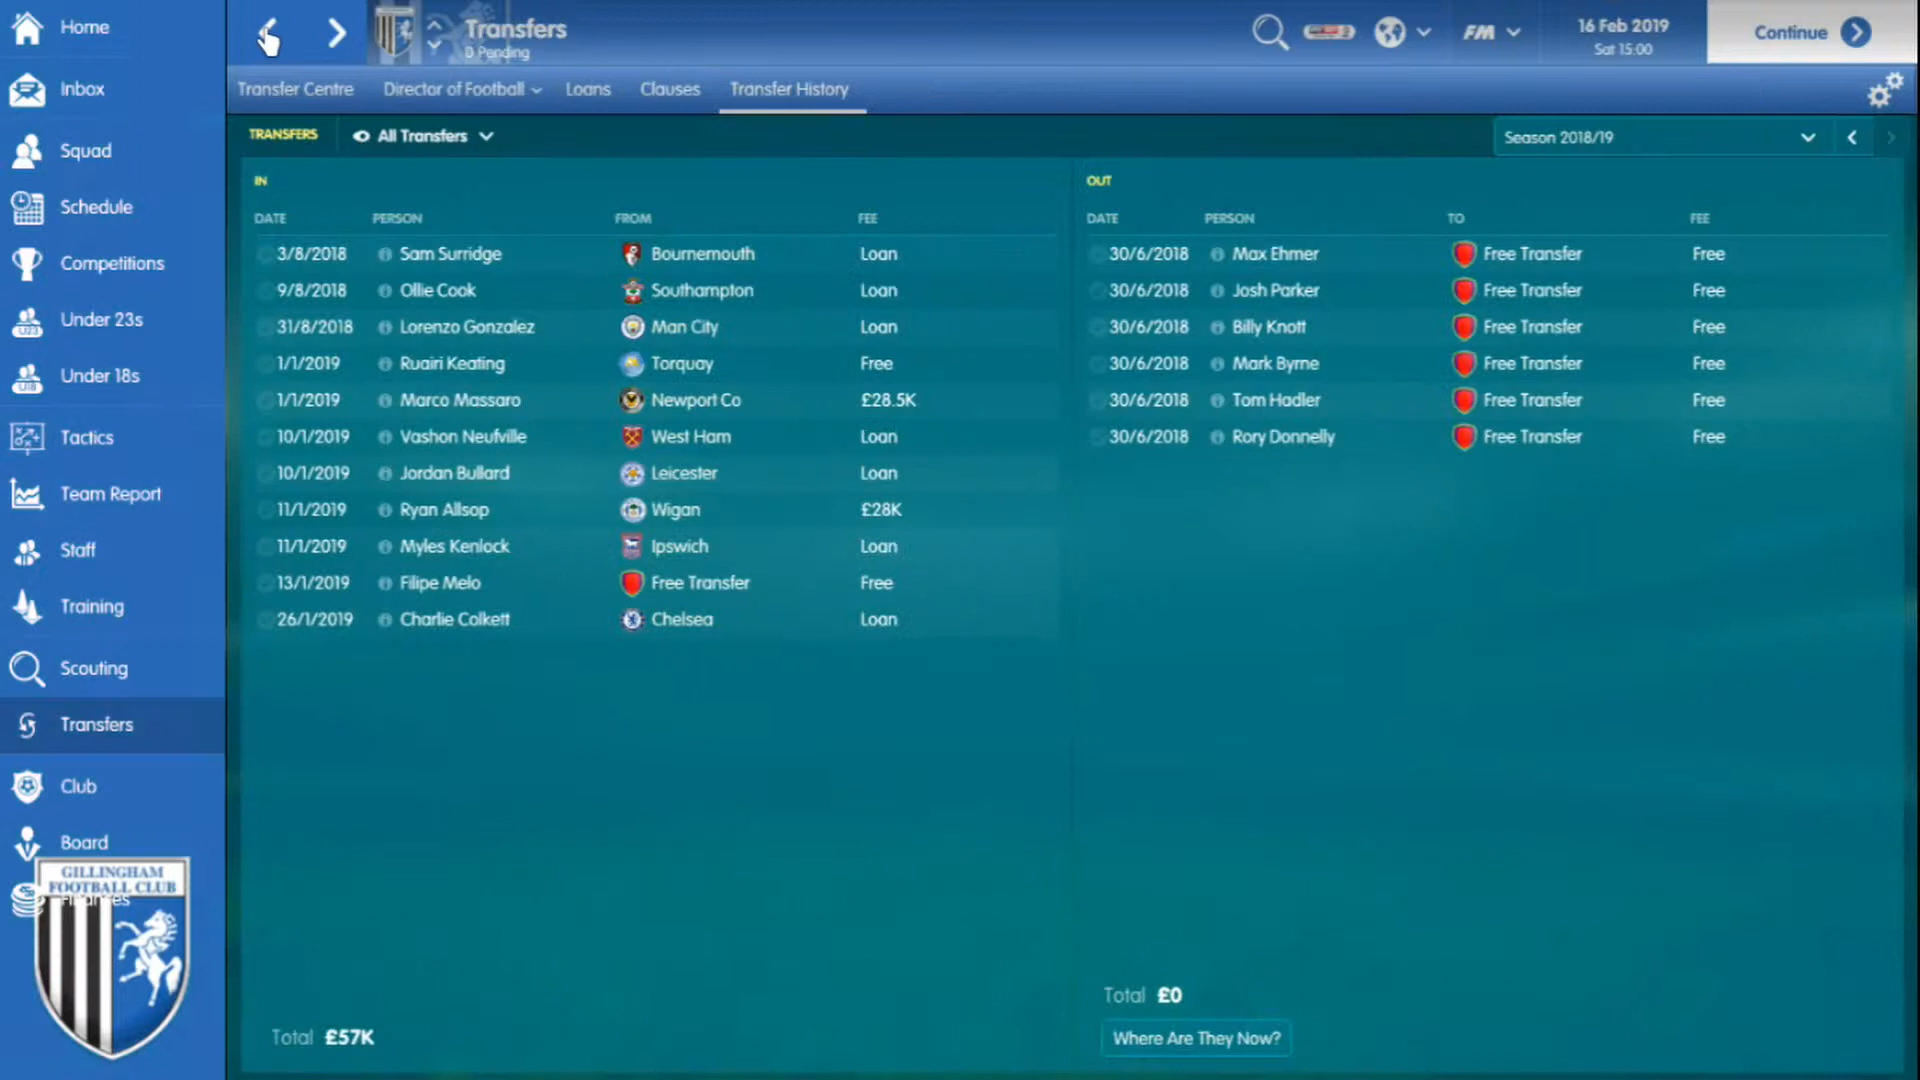 Home
Inbox
Squad
Schedule
Competitions
Under 23s
Under 18s
Tactics
Team Report
Staff
Training
Scouting
Transfers
Club
Board
Finances
GILLINGHAM
FOOTBALL CLUB
Transfers
0 Pending
FM
16 Feb 2019
Sat 15:00
Continue
Transfer Centre Director of Football Loans Clauses Transfer History
TRANSFERS All Transfers Season 2018/19
IN
DATE PERSON FROM FEE
3/8/2018 Sam Surridge Bournemouth Loan
9/8/2018 Ollie Cook Southampton Loan
31/8/2018 Lorenzo Gonzalez Man City Loan
1/1/2019 Ruairi Keating Torquay Free
1/1/2019 Marco Massaro Newport Co £28.5K
10/1/2019 Vashon Neufville West Ham Loan
10/1/2019 Jordan Bullard Leicester Loan
11/1/2019 Ryan Allsop Wigan £28K
11/1/2019 Myles Kenlock Ipswich Loan
13/1/2019 Filipe Melo Free Transfer Free
26/1/2019 Charlie Colkett Chelsea Loan
Total £57K
OUT
DATE PERSON TO FEE
30/6/2018 Max Ehmer Free Transfer Free
30/6/2018 Josh Parker Free Transfer Free
30/6/2018 Billy Knott Free Transfer Free
30/6/2018 Mark Byrne Free Transfer Free
30/6/2018 Tom Hadler Free Transfer Free
30/6/2018 Rory Donnelly Free Transfer Free
Total £0
Where Are They Now?